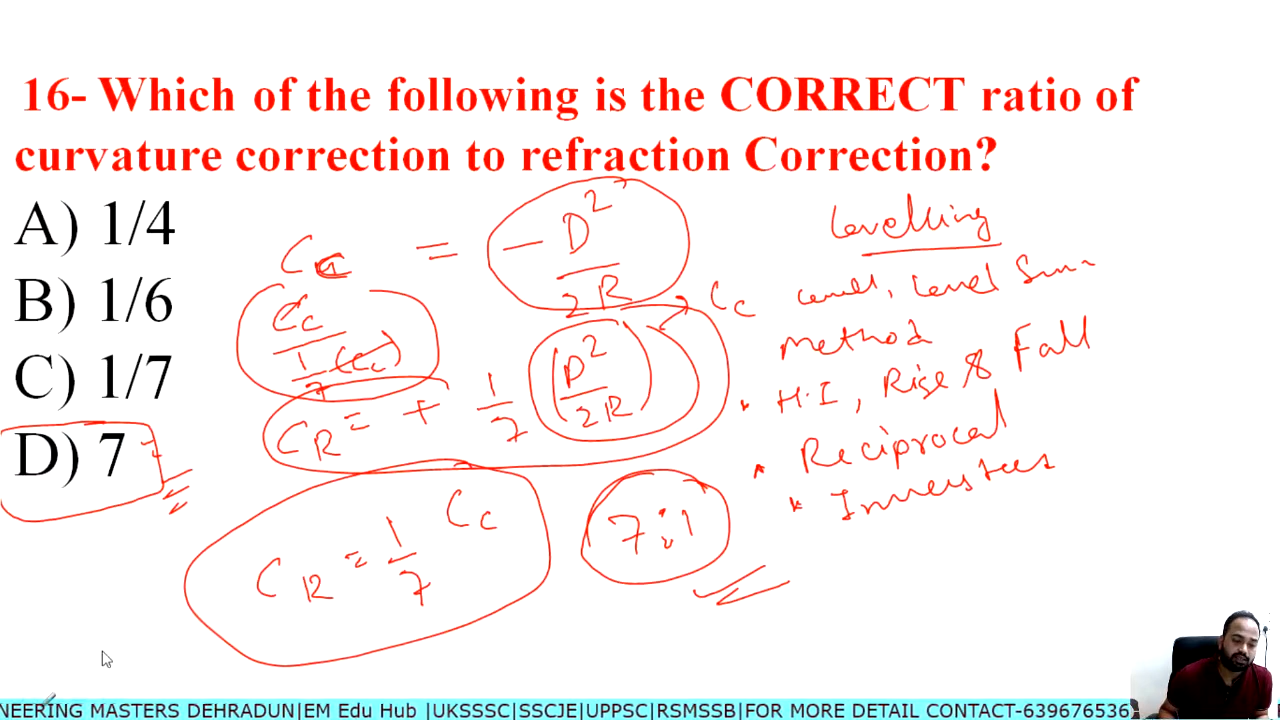 16- Which of the following is the CORRECT ratio of
curvature correction to refraction Correction?
A) 1/4
B) 1/6
C) 1/7
D) 7
Cc = - D²/2R
Cc / 1/7 (Cc)
CR = + 1/7 (D²/2R) Cc
CR = 1/7 Cc
7:1
Levelling
Level
Method
* H.I, Rise & Fall
* Reciprocal
NEERING MASTERS DEHRADUN|EM Edu Hub |UKSSSC|SSCJE|UPPSC|RSMSSB|FOR MORE DETAIL CONTACT-639676536